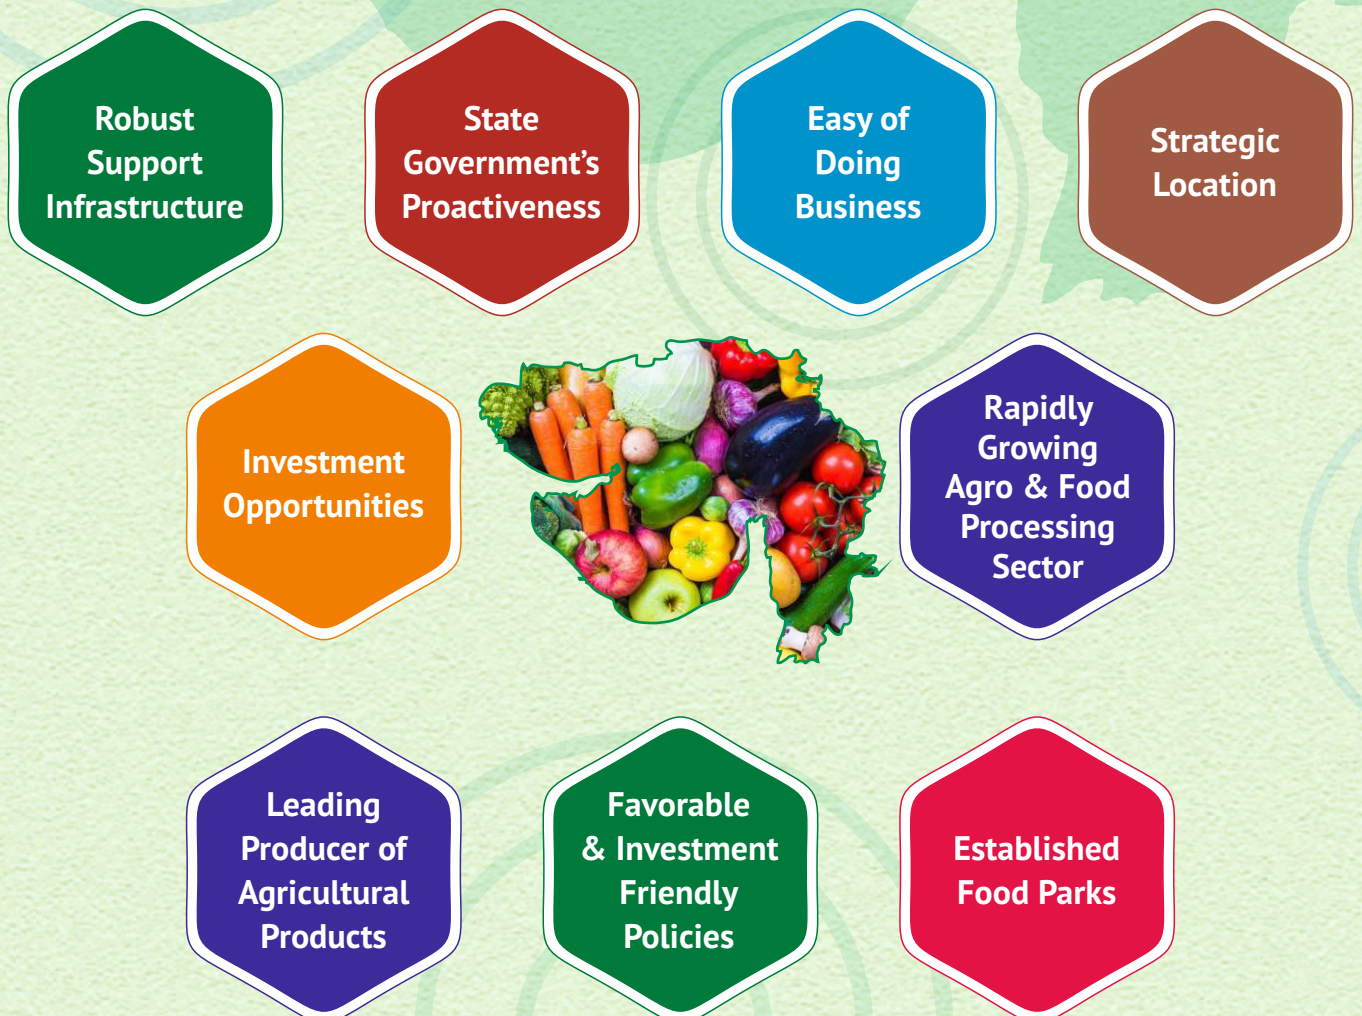 Robust
Support
Infrastructure
State
Government’s
Proactiveness
Easy of
Doing
Business
Strategic
Location
Investment
Opportunities
Rapidly
Growing
Agro & Food
Processing
Sector
Leading
Producer of
Agricultural
Products
Favorable
& Investment
Friendly
Policies
Established
Food Parks